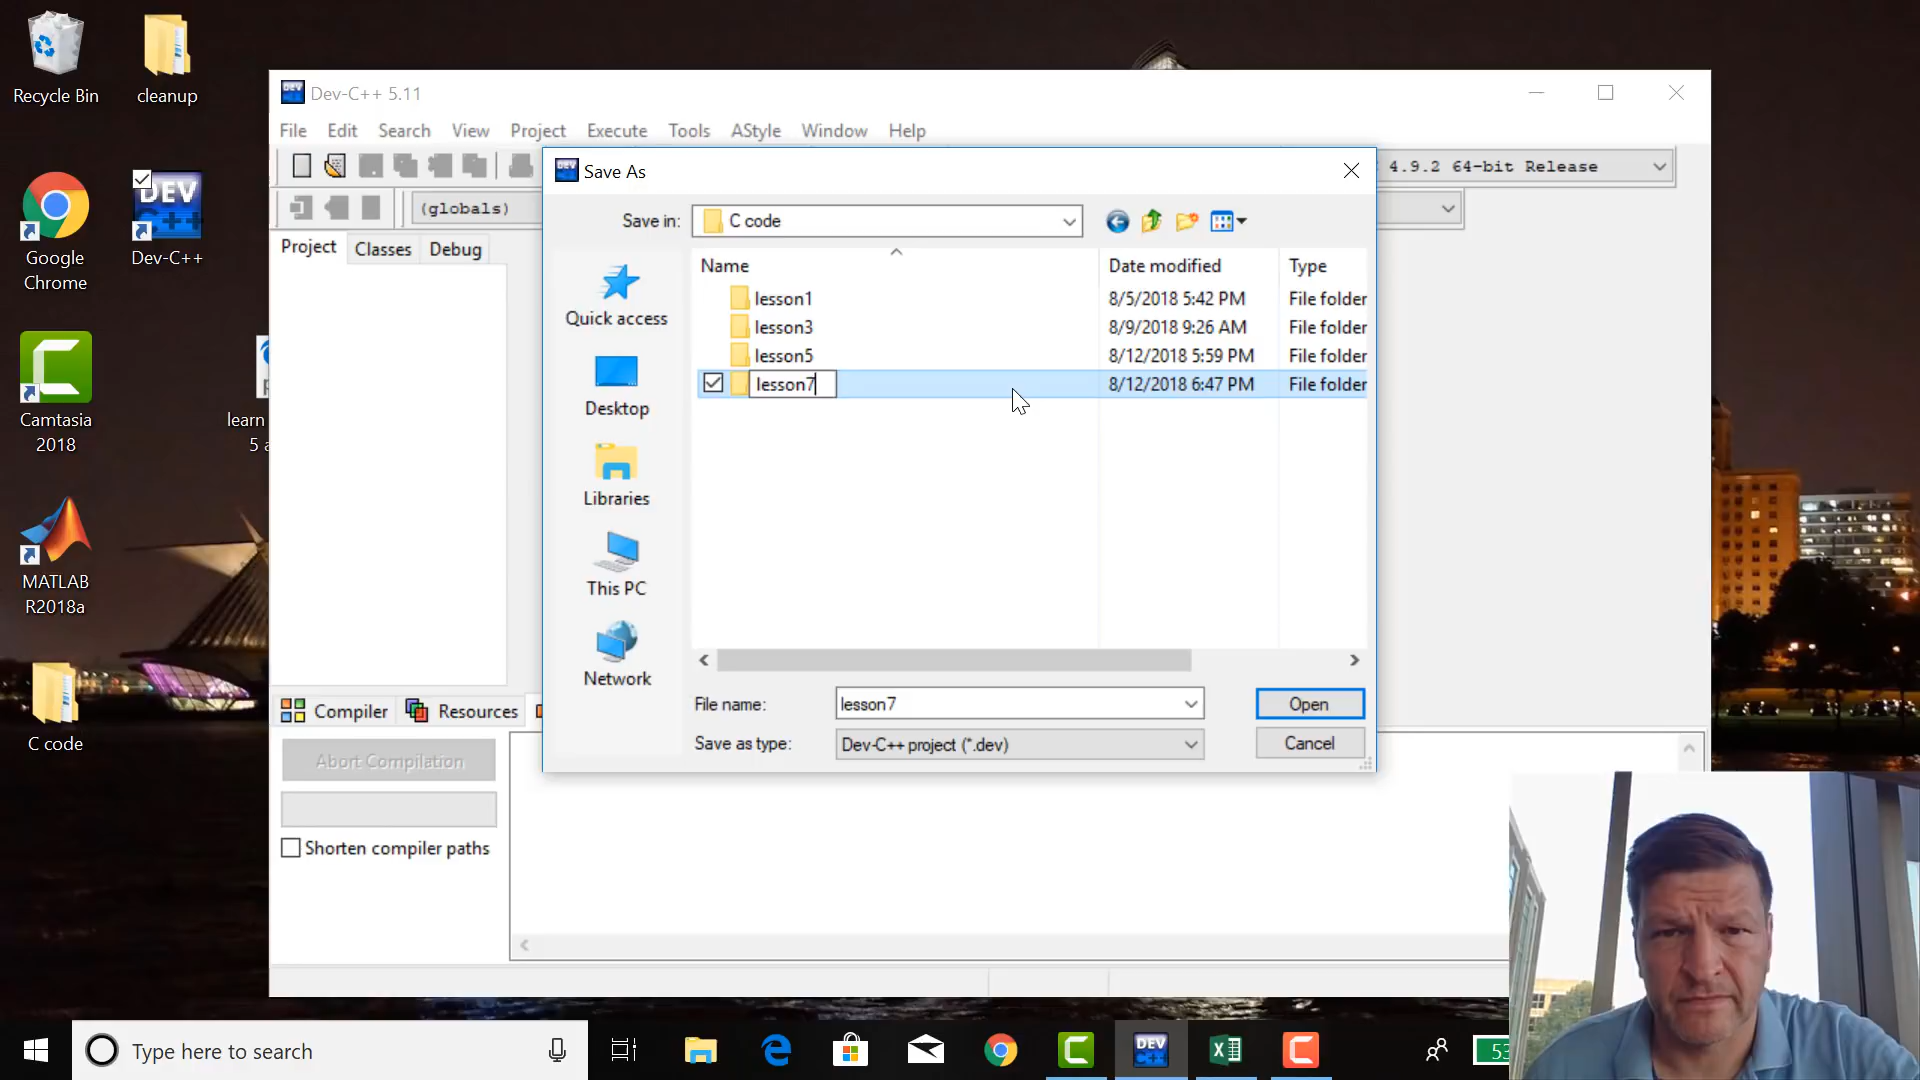 Recycle Bin
cleanup
Google
Chrome
DEV
C++
Dev-C++
Camtasia
2018
learn
5 a
MATLAB
R2018a
C code
Dev-C++ 5.11
File Edit Search View Project Execute Tools AStyle Window Help
4.9.2 64-bit Release
(globals)
Project Classes Debug
Save As
Save in: C code
Name Date modified Type
lesson1 8/5/2018 5:42 PM File folder
lesson3 8/9/2018 9:26 AM File folder
lesson5 8/12/2018 5:59 PM File folder
lesson7 8/12/2018 6:47 PM File folder
Quick access
Desktop
Libraries
This PC
Network
File name: lesson7 Open
Save as type: Dev-C++ project (*.dev) Cancel
Compiler Resources
Abort Compilation
Shorten compiler paths
Type here to search
DEV
C++
53